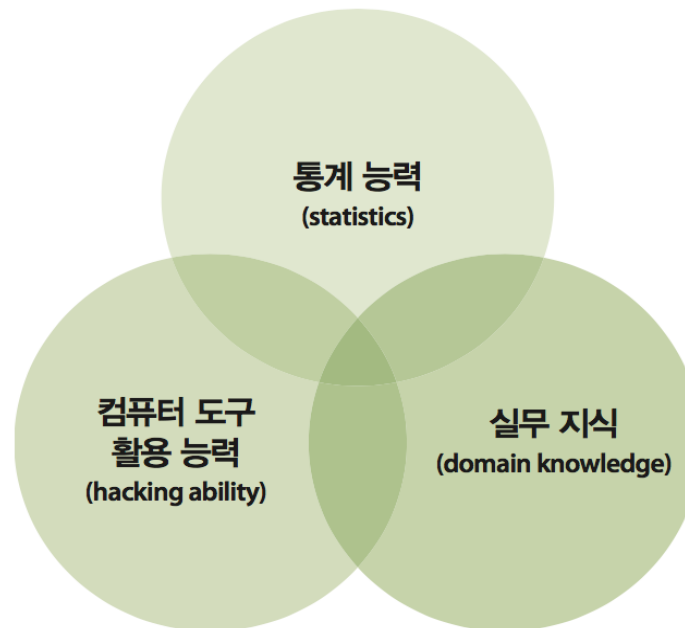 통계 능력
(statistics)
컴퓨터 도구
활용 능력
(hacking ability)
실무 지식
(domain knowledge)